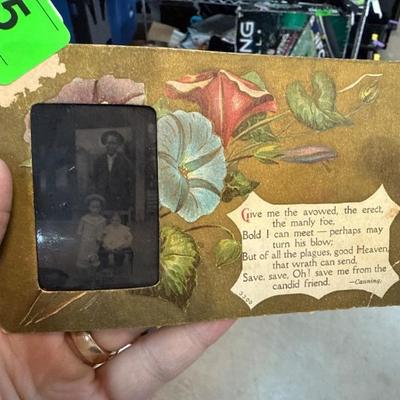 5
Give me the avowed, the erect,
the manly foe,
Bold I can meet — perhaps may
turn his blow;
But of all the plagues, good Heaven,
that wrath can send,
Save, save, Oh! save me from the
candid friend. —Canning.